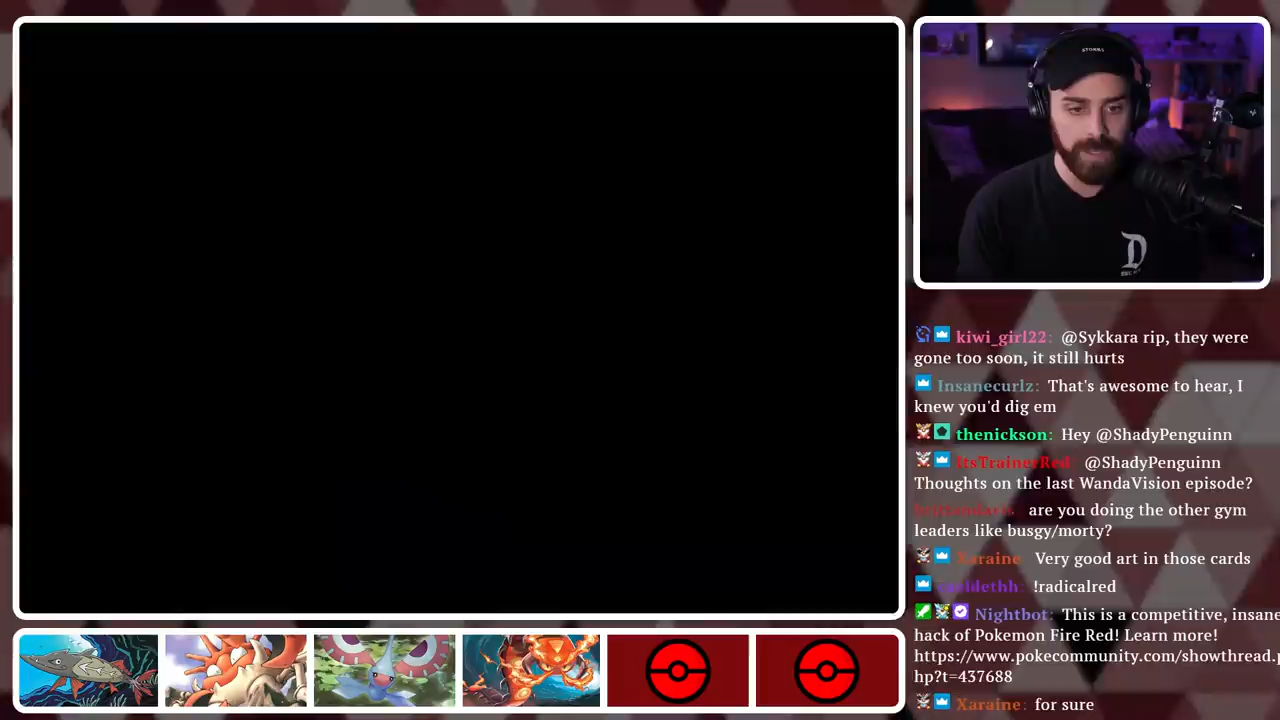 STORKS
D
kiwi_girl22: @Sykkara rip, they were
gone too soon, it still hurts
Insanecurlz: That's awesome to hear, I
knew you'd dig em
thenickson: Hey @ShadyPenguinn
ItsTrainerRed: @ShadyPenguinn
Thoughts on the last WandaVision episode?
are you doing the other gym
leaders like busgy/morty?
Xaraine: Very good art in those cards
!radicalred
Nightbot: This is a competitive, insane
hack of Pokemon Fire Red! Learn more!
https://www.pokecommunity.com/showthread.p
hp?t=437688
Xaraine: for sure